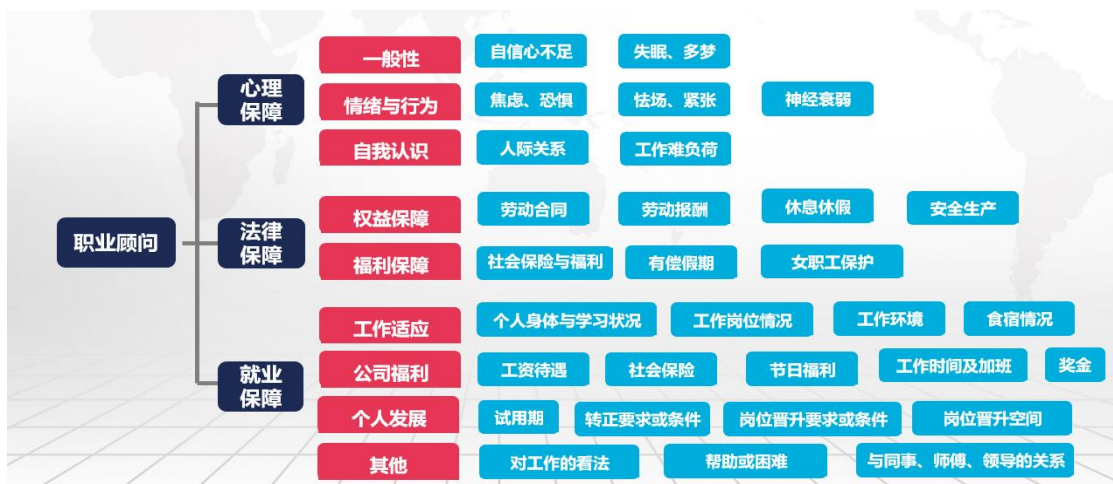 职业顾问
心理
保障
一般性
自信心不足
失眠、多梦
情绪与行为
焦虑、恐惧
怯场、紧张
神经衰弱
自我认识
人际关系
工作难负荷
法律
保障
权益保障
劳动合同
劳动报酬
休息休假
安全生产
福利保障
社会保险与福利
有偿假期
女职工保护
就业
保障
工作适应
个人身体与学习状况
工作岗位情况
工作环境
食宿情况
公司福利
工资待遇
社会保险
节日福利
工作时间及加班
奖金
个人发展
试用期
转正要求或条件
岗位晋升要求或条件
岗位晋升空间
其他
对工作的看法
帮助或困难
与同事、师傅、领导的关系